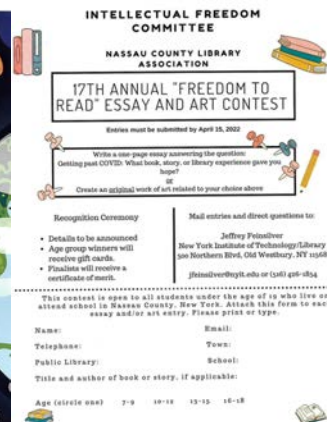 INTELLECTUAL FREEDOM
COMMITTEE
NASSAU COUNTY LIBRARY
ASSOCIATION
17TH ANNUAL "FREEDOM TO
READ" ESSAY AND ART CONTEST
Entries must be submitted by April 15, 2022
Write a one-page essay answering the question:
Getting past COVID: What book, story, or library experience gave you
hope?
or
Create an original work of art related to your choice above
Recognition Ceremony
• Details to be announced
• Age group winners will
receive gift cards.
• Finalists will receive a
certificate of merit.
Mail entries and direct questions to:
Jeffrey Feinsilver
New York Institute of Technology/Library
300 Northern Blvd, Old Westbury, NY 11568
jfeinsilver@nyit.edu or (516) 426-1854
This contest is open to all students under the age of 19 who live or
attend school in Nassau County, New York. Attach this form to each
essay and/or art entry. Please print or type.
Name: Email:
Telephone: Town:
Public Library: School:
Title and author of book or story, if applicable:
Age (circle one) 7-9 10-12 13-15 16-18